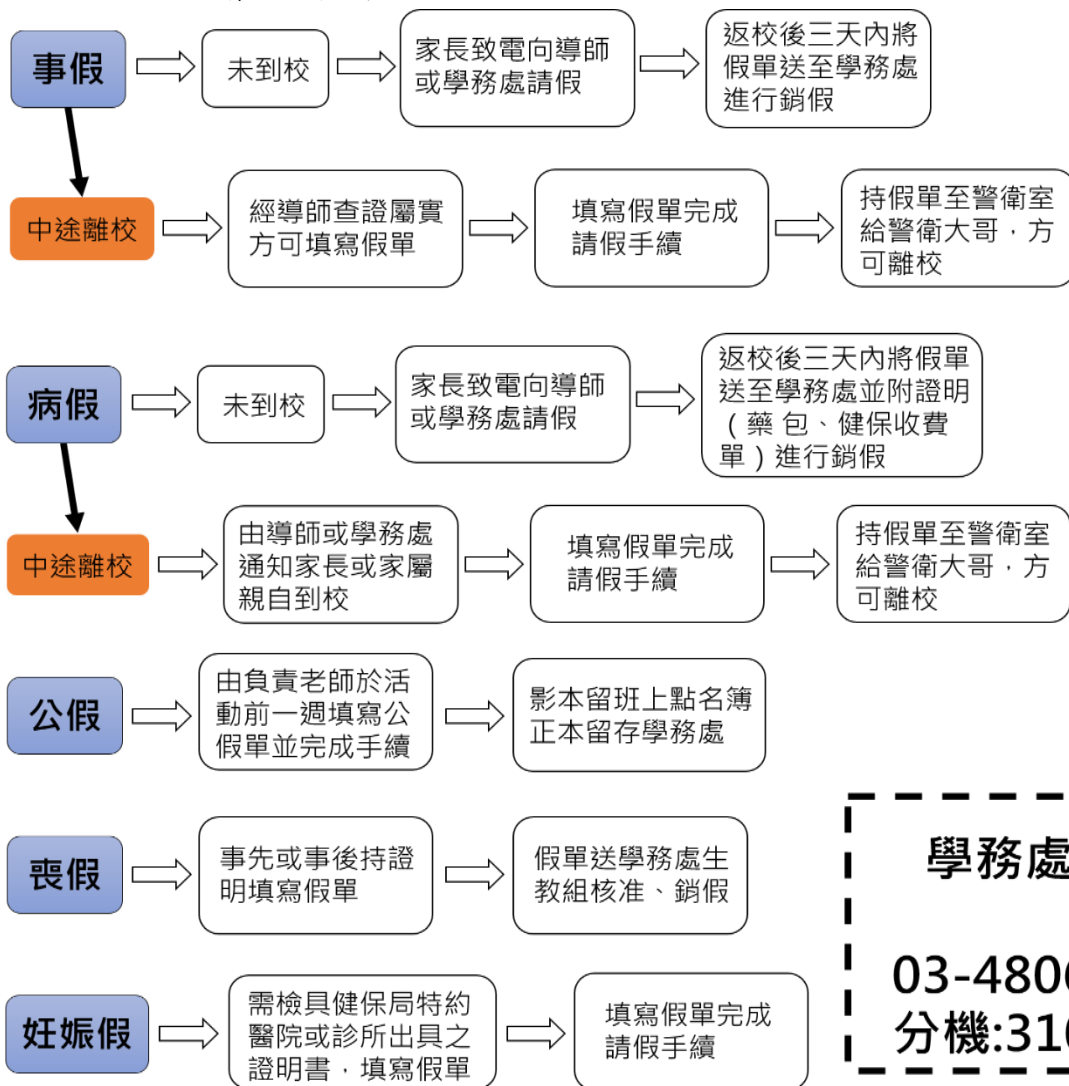 事假
未到校
家長致電向導師
或學務處請假
返校後三天內將
假單送至學務處
進行銷假
中途離校
經導師查證屬實
方可填寫假單
填寫假單完成
請假手續
持假單至警衛室
給警衛大哥，方
可離校
病假
未到校
家長致電向導師
或學務處請假
返校後三天內將假單
送至學務處並附證明
（藥 包、健保收費
單）進行銷假
中途離校
由導師或學務處
通知家長或家屬
親自到校
填寫假單完成
請假手續
持假單至警衛室
給警衛大哥，方
可離校
公假
由負責老師於活
動前一週填寫公
假單並完成手續
影本留班上點名簿
正本留存學務處
喪假
事先或事後持證
明填寫假單
假單送學務處生
教組核准、銷假
妊娠假
需檢具健保局特約
醫院或診所出具之
證明書，填寫假單
填寫假單完成
請假手續
學務處
03-480
分機:31